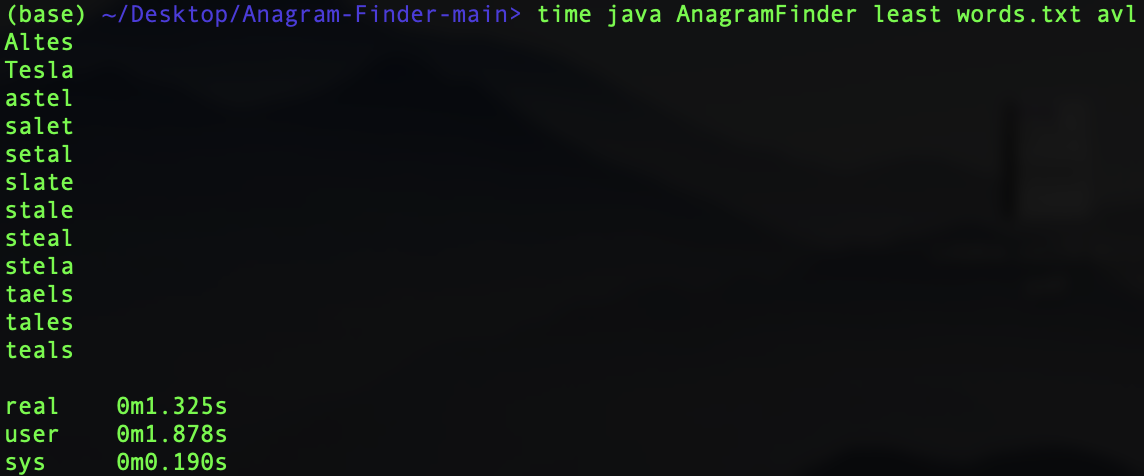 (base) ~/Desktop/Anagram-Finder-main> time java AnagramFinder least words.txt avl
Altes
Tesla
astel
salet
setal
slate
stale
steal
stela
taels
tales
teals
real 0m1.325s
user 0m1.878s
sys 0m0.190s